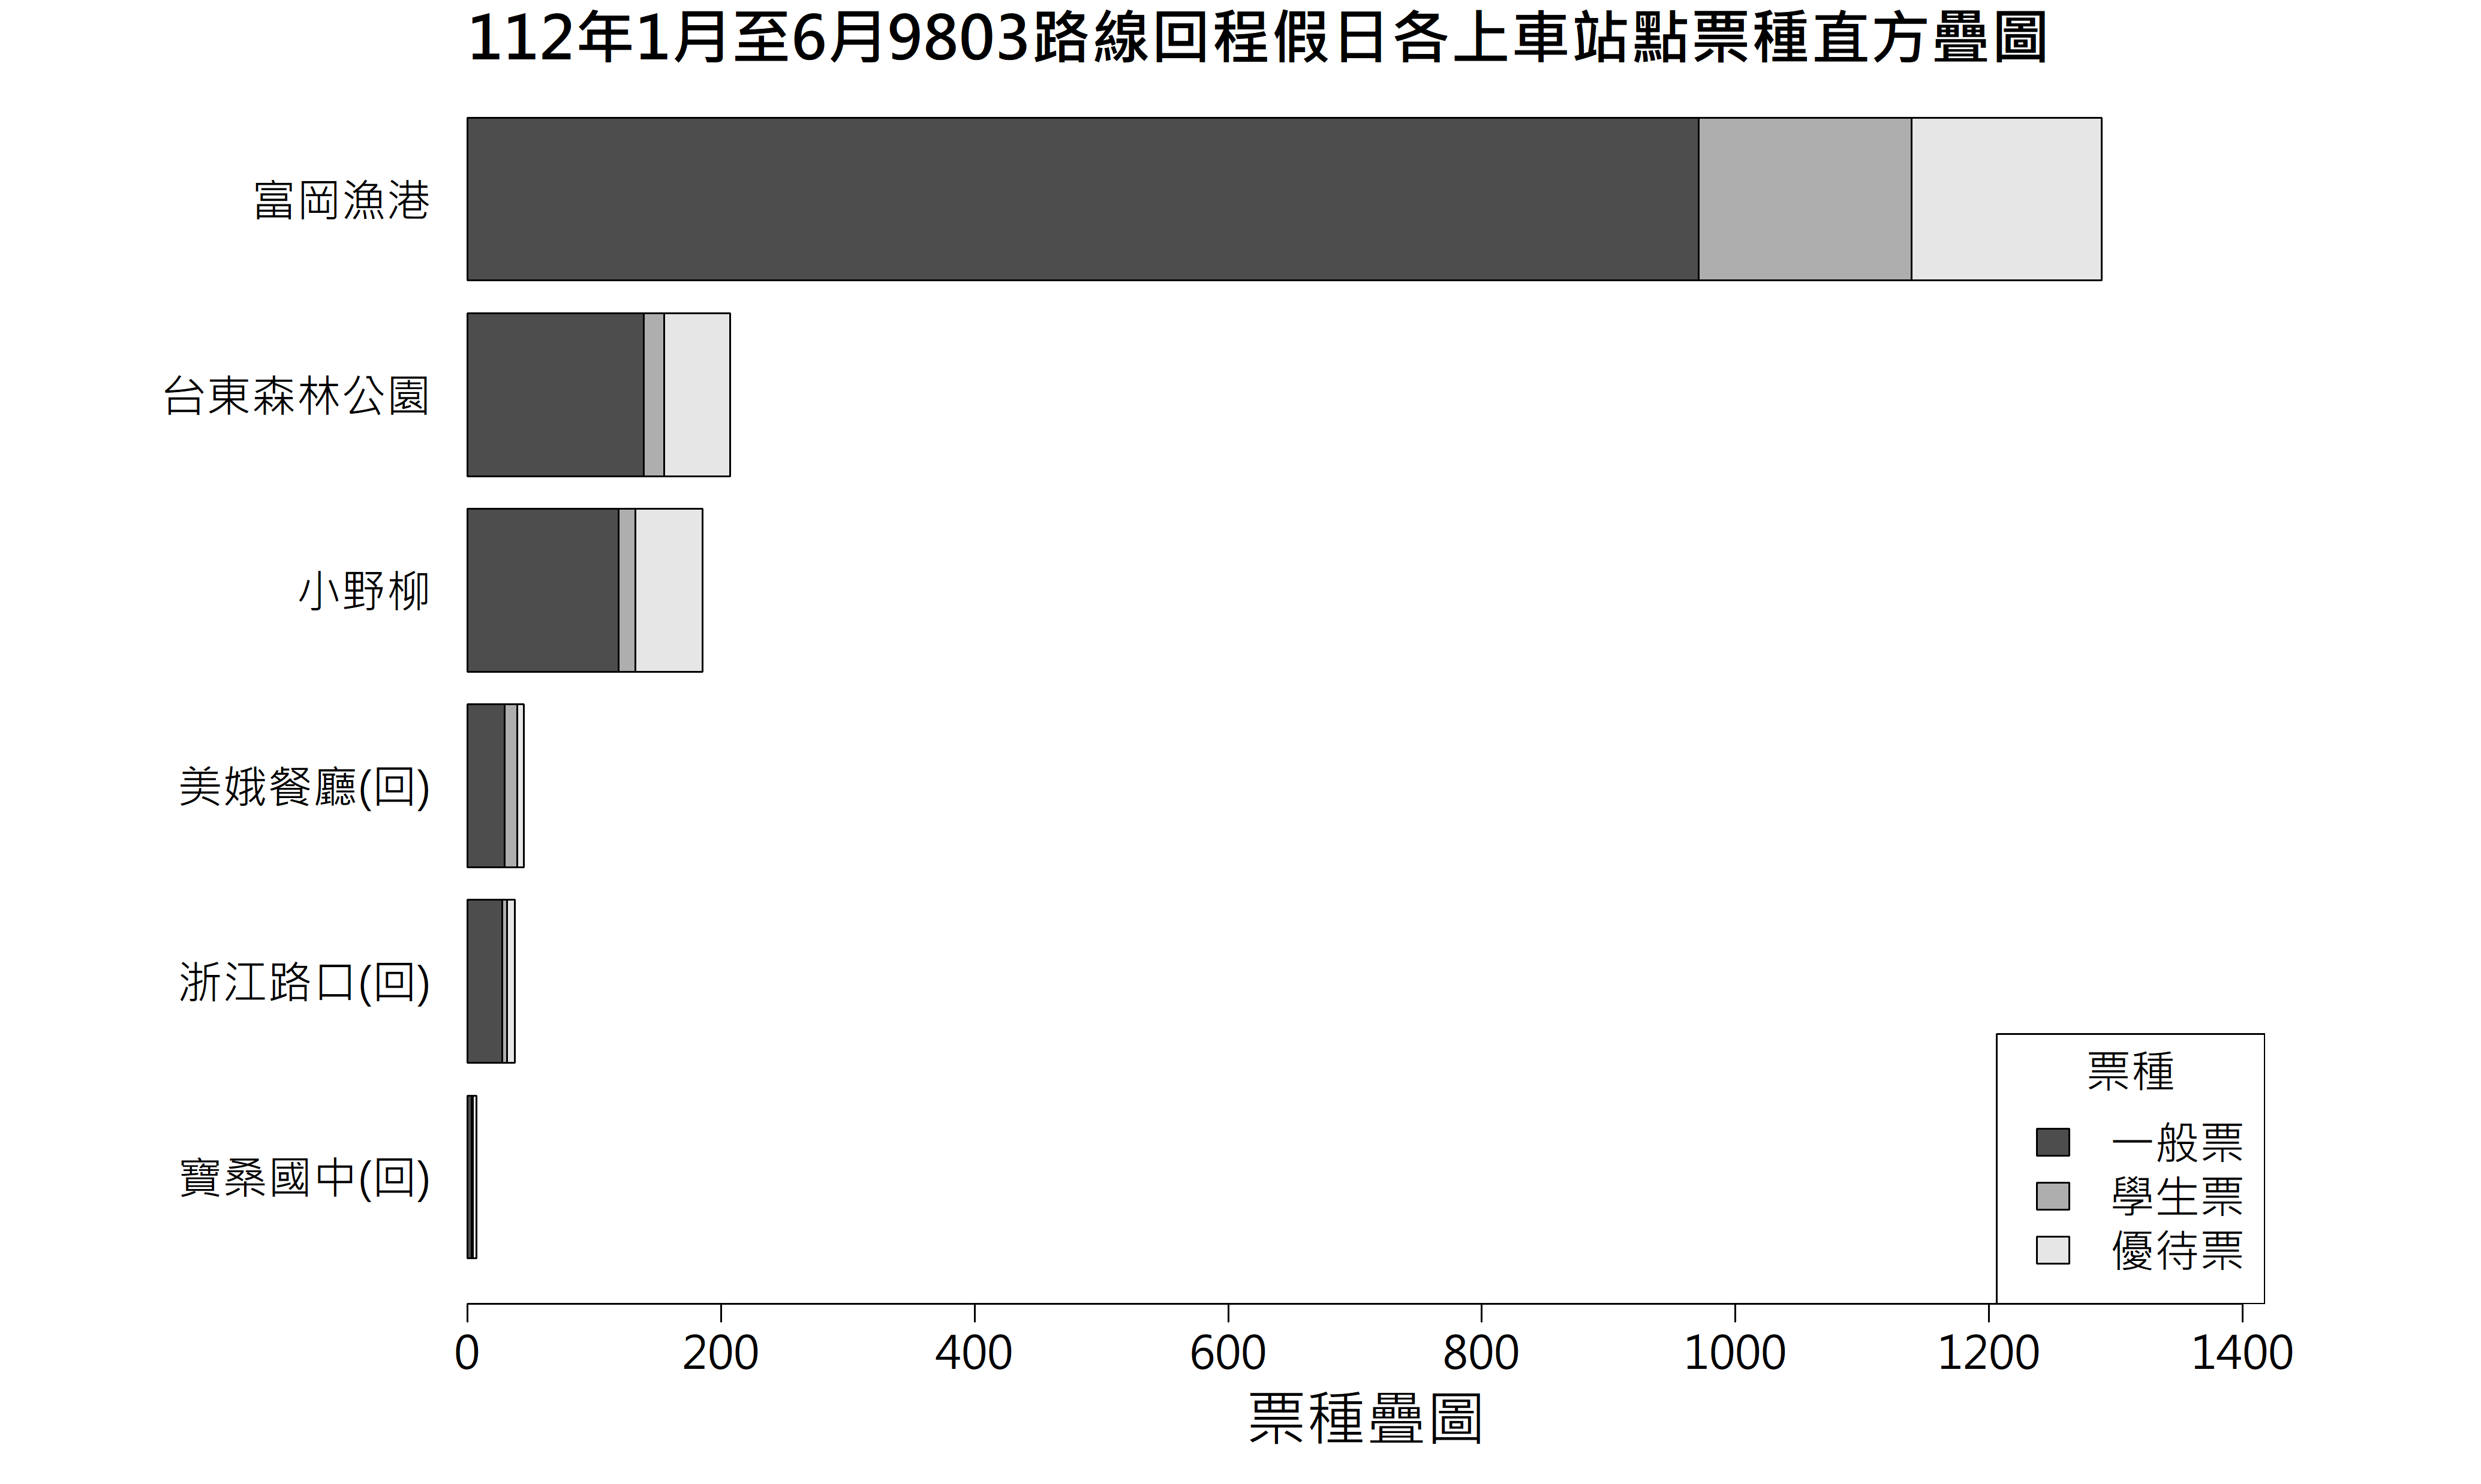 112年1月至6月9803路線回程假日各上車站點票種直方疊圖
富岡漁港
台東森林公園
小野柳
美娥餐廳(回)
浙江路口(回)
寶桑國中(回)
票種
一般票
學生票
優待票
0 200 400 600 800 1000 1200 1400
票種疊圖